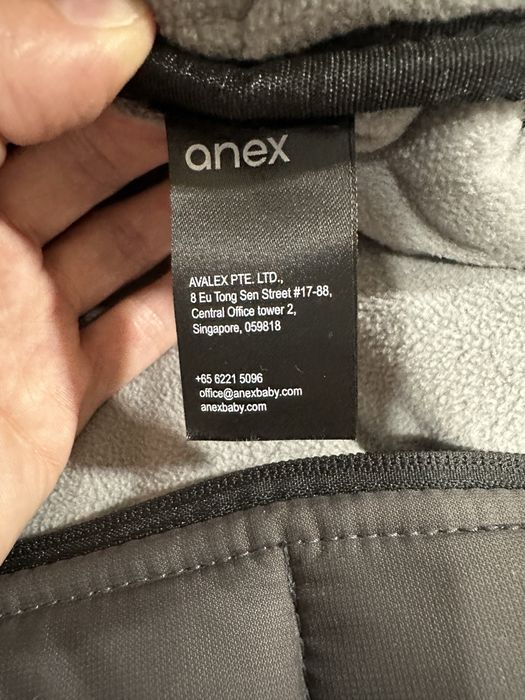 anex
AVALEX PTE. LTD.,
8 Eu Tong Sen Street #17-88,
Central Office tower 2,
Singapore, 059818
+65 6221 5096
office@anexbaby.com
anexbaby.com